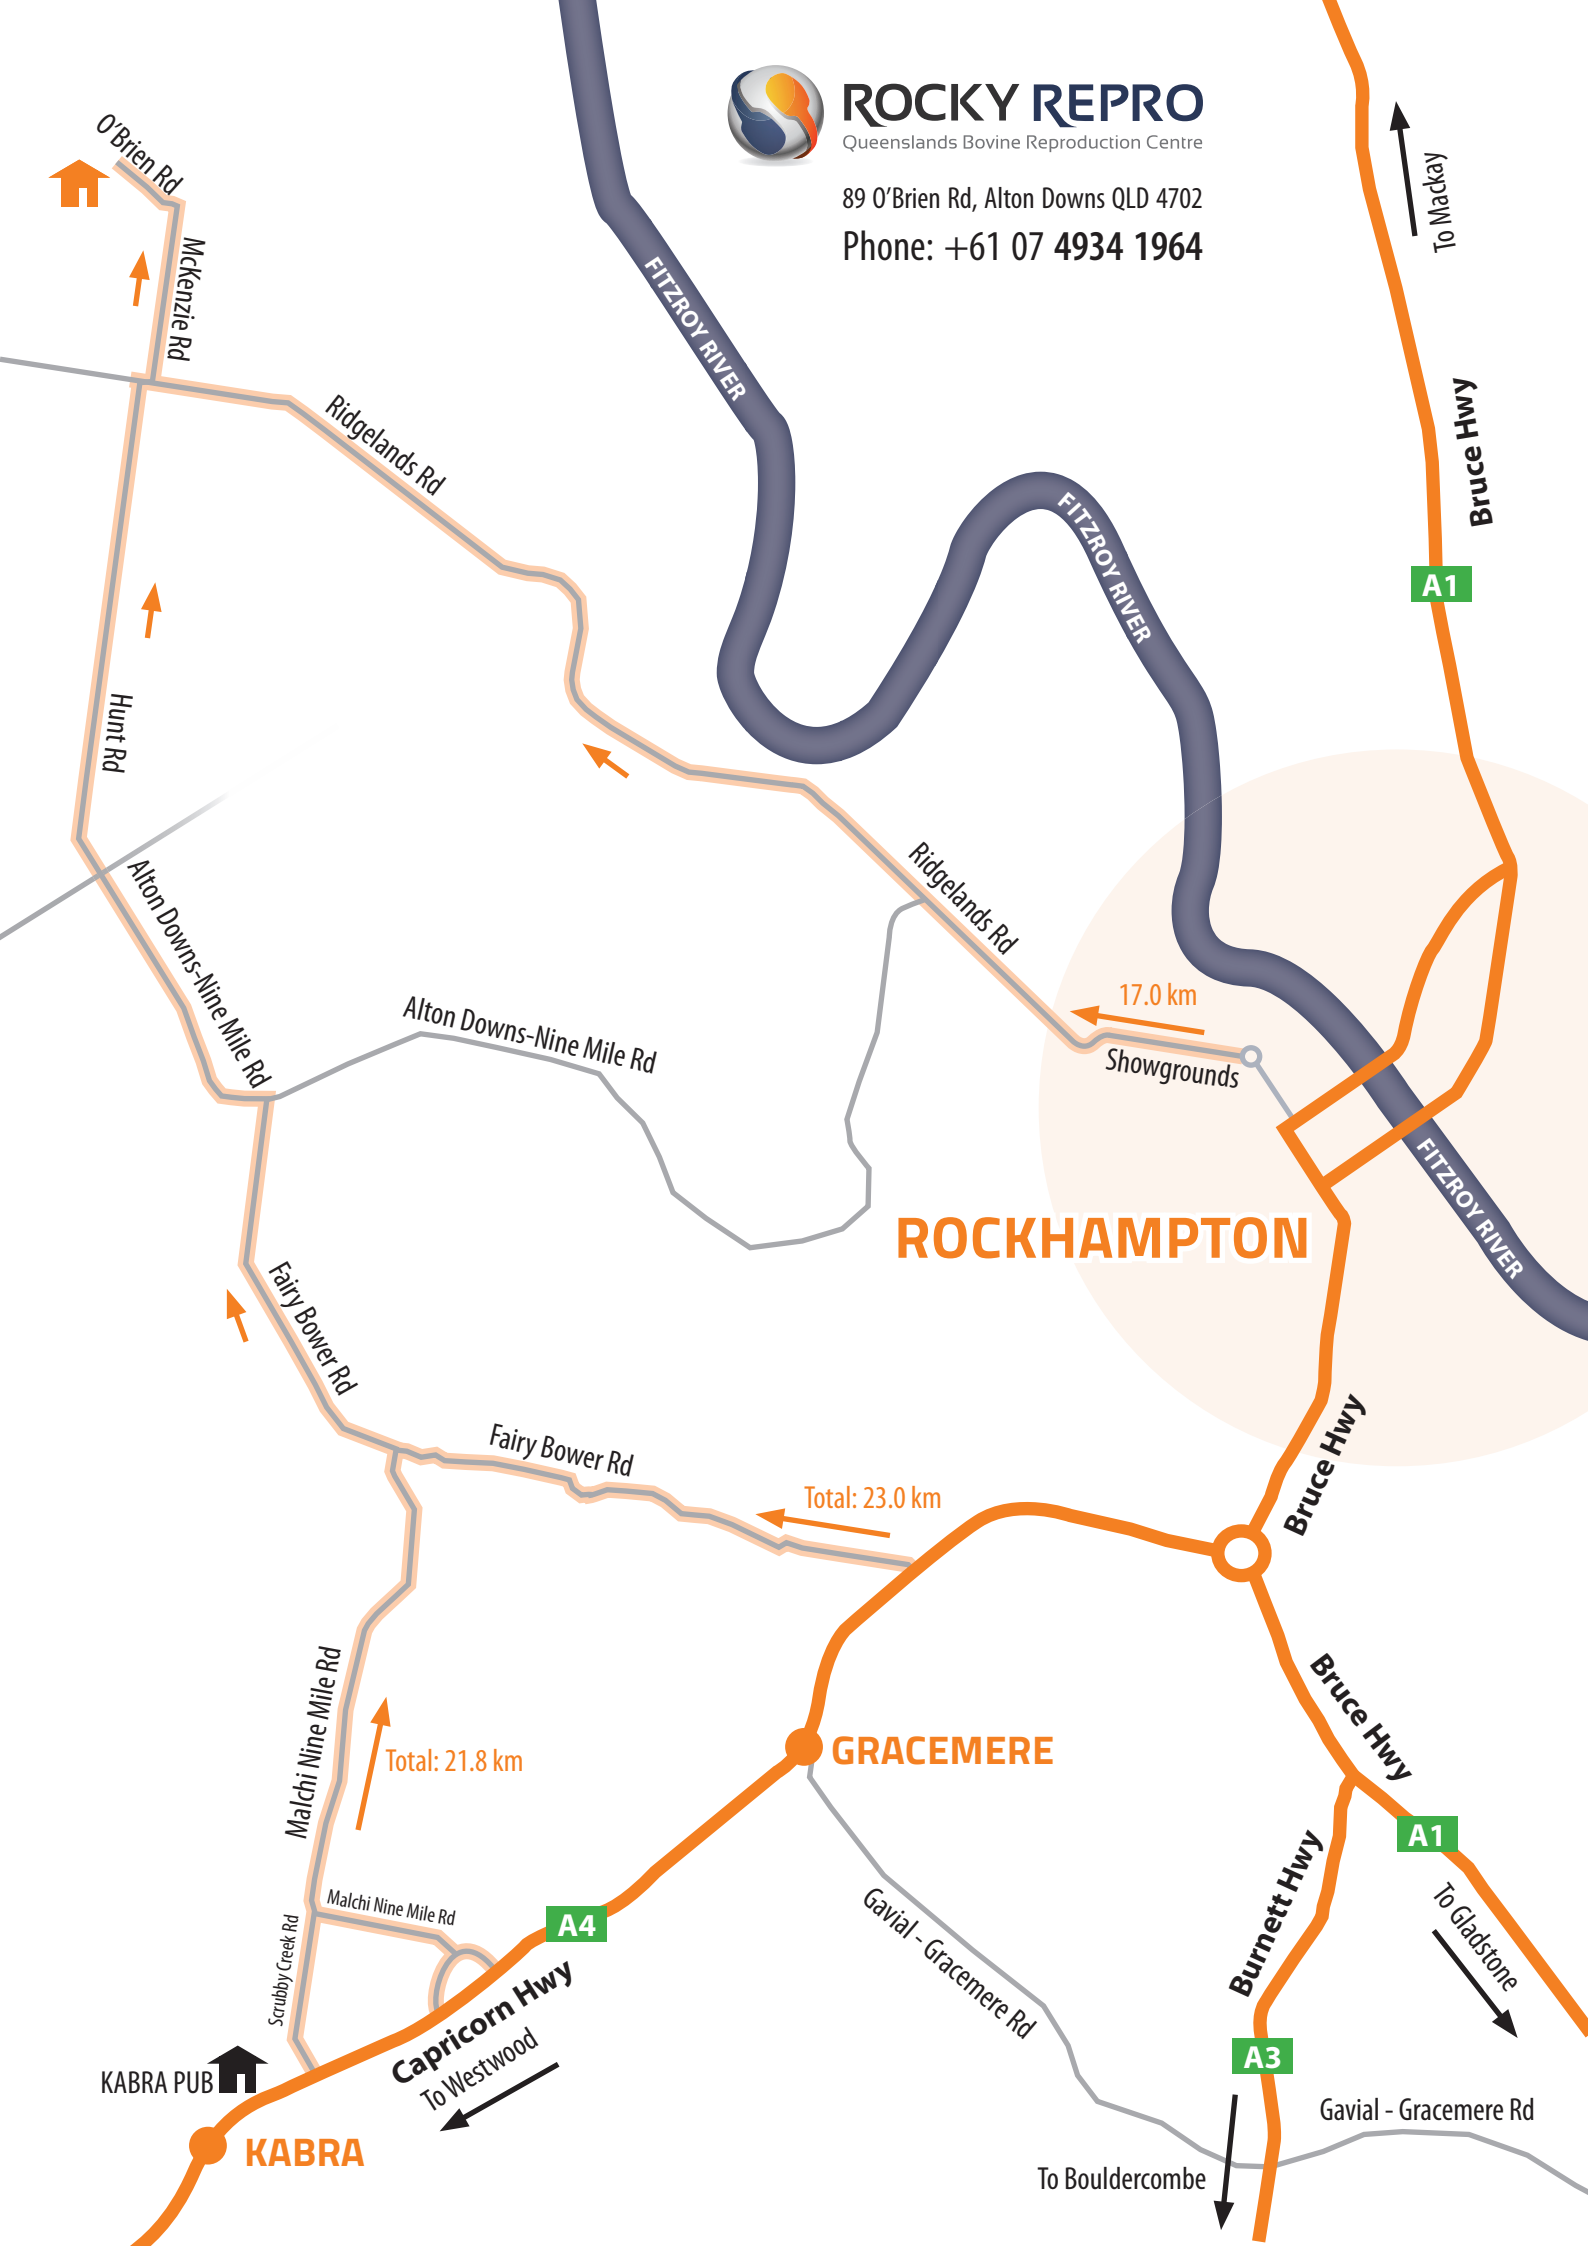 ROCKY REPRO
Queenslands Bovine Reproduction Centre
89 O'Brien Rd, Alton Downs QLD 4702
Phone: +61 07 4934 1964
O'Brien Rd
To Mackay
McKenzie Rd
FITZROY RIVER
Ridgelands Rd
Bruce Hwy
FITZROY RIVER
A1
Hunt Rd
Ridgelands Rd
Alton Downs-Nine Mile Rd
17.0 km
Alton Downs-Nine Mile Rd
Showgrounds
FITZROY RIVER
ROCKHAMPTON
Fairy Bower Rd
Bruce Hwy
Fairy Bower Rd
Total: 23.0 km
Malchi Nine Mile Rd
Bruce Hwy
GRACEMERE
Total: 21.8 km
A1
Burnett Hwy
Malchi Nine Mile Rd
A4
To Gladstone
Scrubby Creek Rd
Gavial - Gracemere Rd
Capricorn Hwy
To Westwood
A3
KABRA PUB
Gavial - Gracemere Rd
KABRA
To Bouldercombe